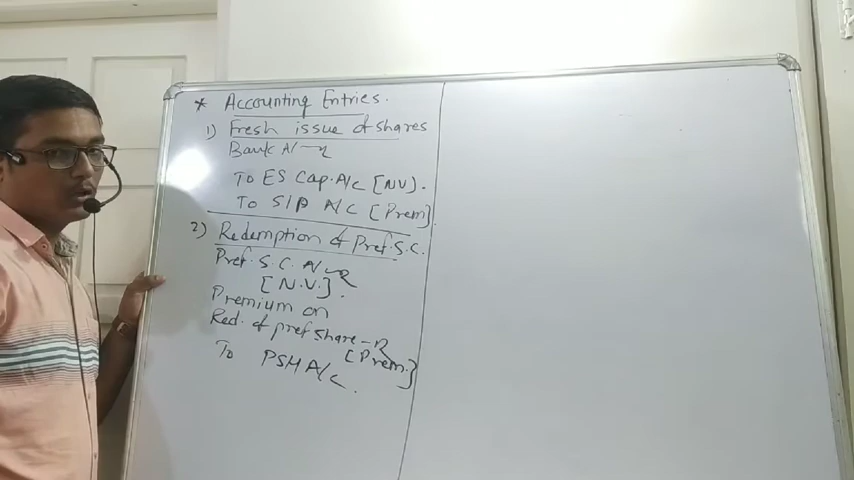 * Accounting Entries.
1) Fresh issue of shares
Bank A/c Dr
To ES Cap. A/c [NV].
To S/P A/c [Prem]
2) Redemption of Pref. S.C.
Pref. S.C. A/c Dr
[N.V.].
Premium on
Red. of pref share - Dr
[Prem.]
To PSH A/c.